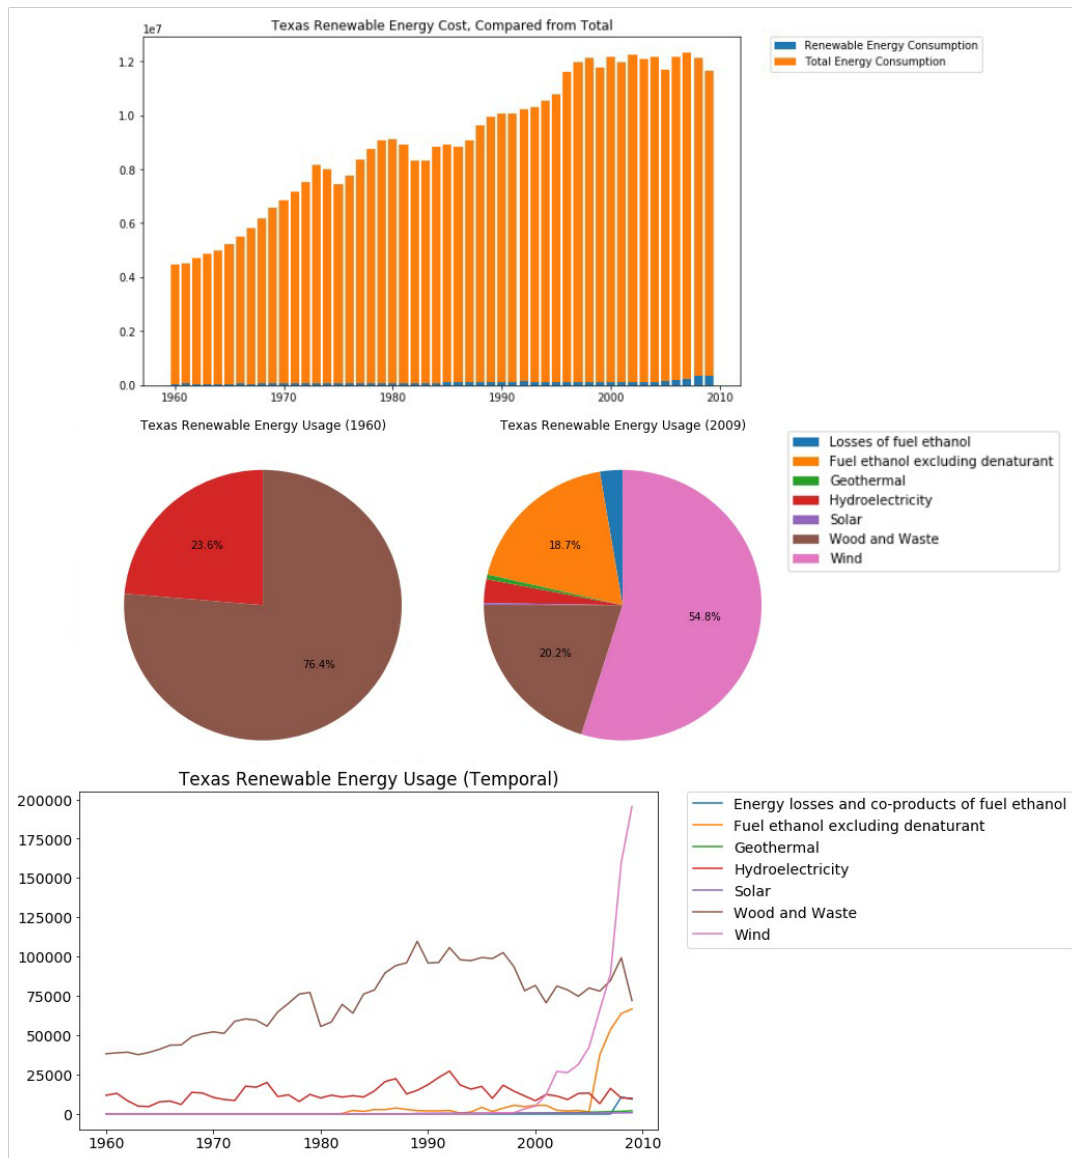 Texas Renewable Energy Cost, Compared from Total
1e7
Renewable Energy Consumption
Total Energy Consumption
1.2
1.0
0.8
0.6
0.4
0.2
0.0
1960 1970 1980 1990 2000 2010
Texas Renewable Energy Usage (1960)
23.6%
76.4%
Texas Renewable Energy Usage (2009)
18.7%
54.8%
20.2%
Losses of fuel ethanol
Fuel ethanol excluding denaturant
Geothermal
Hydroelectricity
Solar
Wood and Waste
Wind
Texas Renewable Energy Usage (Temporal)
200000
175000
150000
125000
100000
75000
50000
25000
0
1960 1970 1980 1990 2000 2010
Energy losses and co-products of fuel ethanol
Fuel ethanol excluding denaturant
Geothermal
Hydroelectricity
Solar
Wood and Waste
Wind